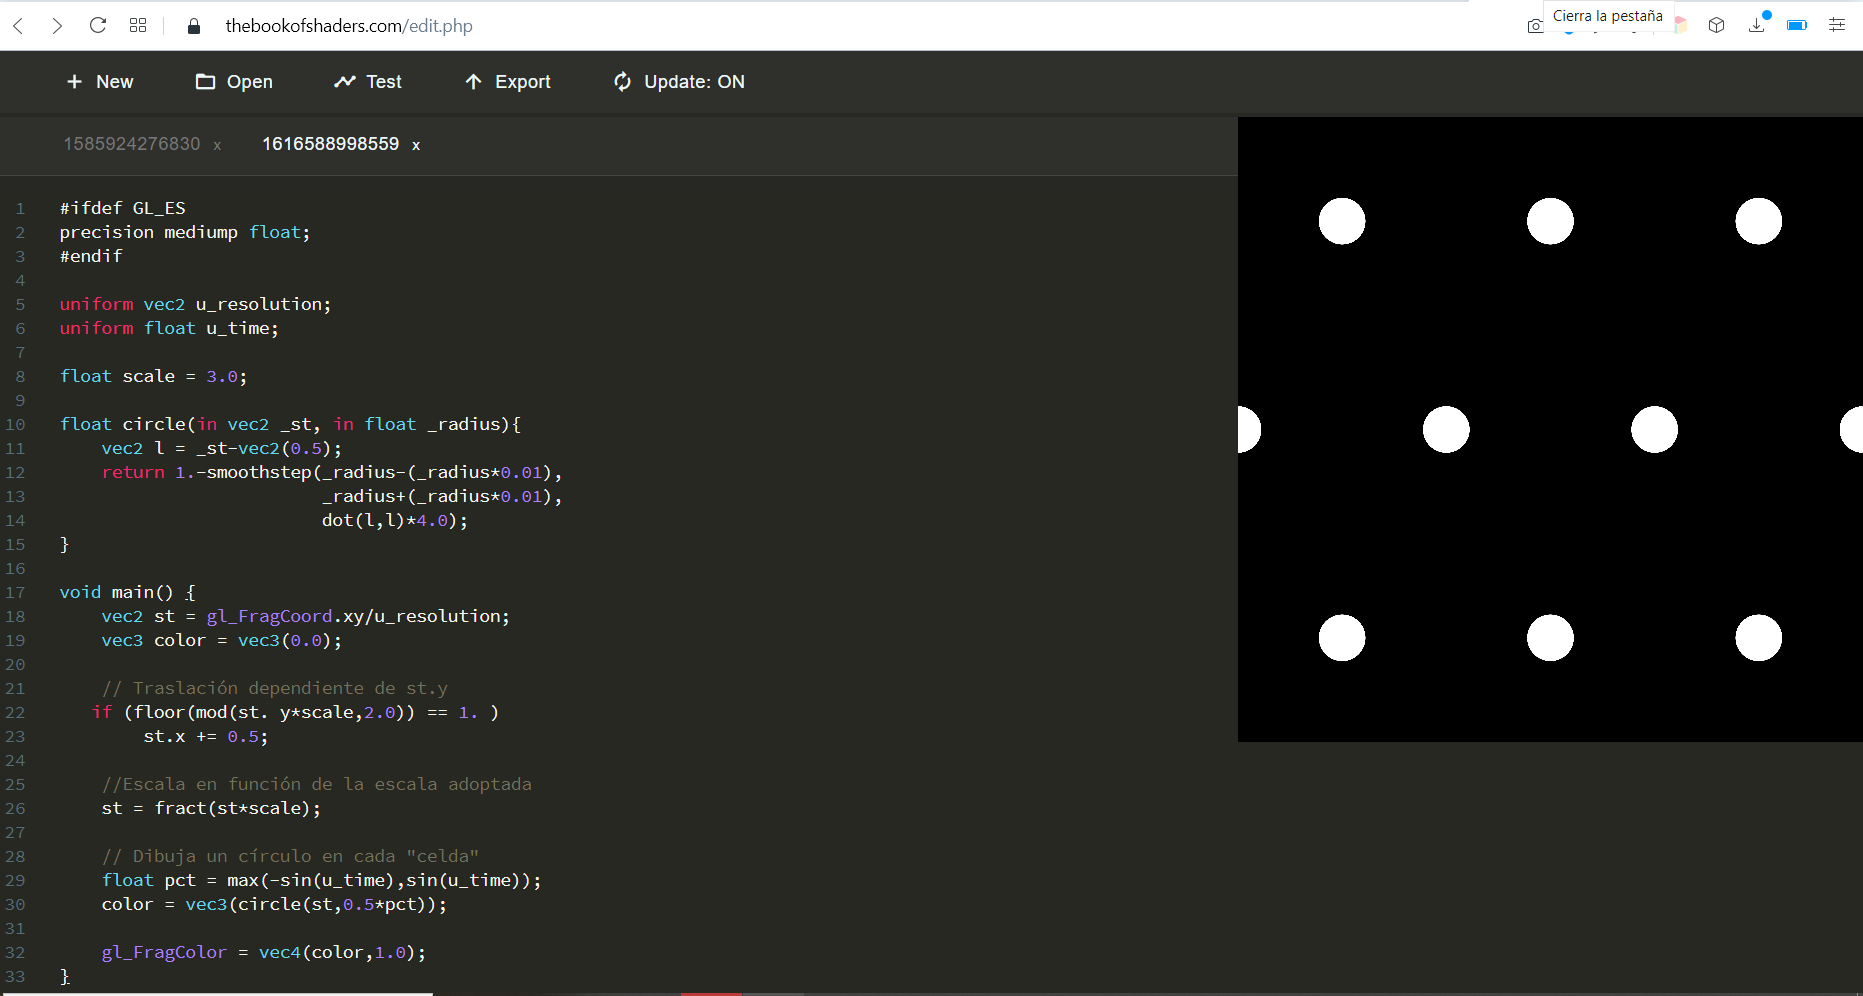 Cierra la pestaña
thebookofshaders.com/edit.php
New Open Test Export Update: ON
1585924276830 x 1616588998559 x
1 #ifdef GL_ES
2 precision mediump float;
3 #endif
4
5 uniform vec2 u_resolution;
6 uniform float u_time;
7
8 float scale = 3.0;
9
10 float circle(in vec2 _st, in float _radius){
11 vec2 l = _st-vec2(0.5);
12 return 1.-smoothstep(_radius-(_radius*0.01),
13 _radius+(_radius*0.01),
14 dot(l,l)*4.0);
15 }
16
17 void main() {
18 vec2 st = gl_FragCoord.xy/u_resolution;
19 vec3 color = vec3(0.0);
20
21 // Traslación dependiente de st.y
22 if (floor(mod(st. y*scale,2.0)) == 1. )
23 st.x += 0.5;
24
25 //Escala en función de la escala adoptada
26 st = fract(st*scale);
27
28 // Dibuja un círculo en cada "celda"
29 float pct = max(-sin(u_time),sin(u_time));
30 color = vec3(circle(st,0.5*pct));
31
32 gl_FragColor = vec4(color,1.0);
33 }